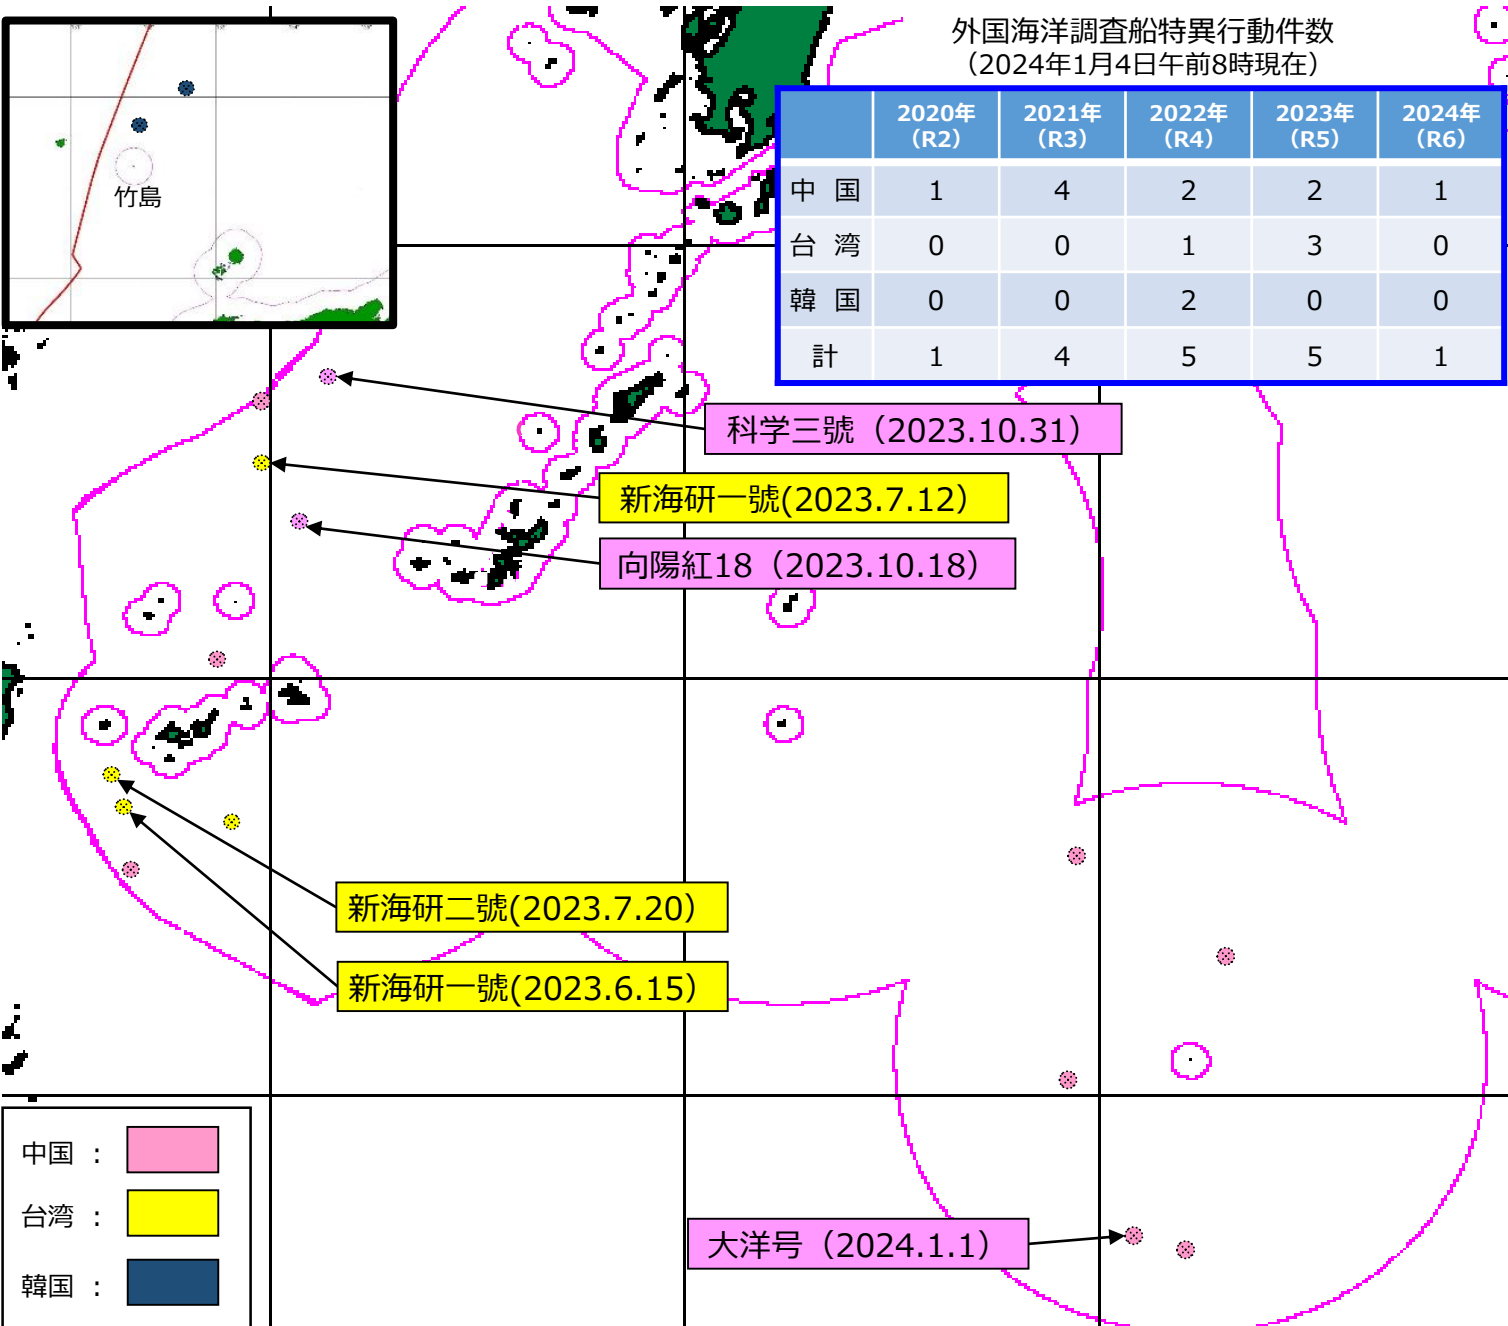 外国海洋調査船特異行動件数
（2024年1月4日午前8時現在）
2020年 2021年 2022年 2023年 2024年
（R2） （R3） （R4） （R5） （R6）
中 国 1 4 2 2 1
台 湾 0 0 1 3 0
韓 国 0 0 2 0 0
計 1 4 5 5 1
竹島
科学三號（2023.10.31）
新海研一號(2023.7.12）
向陽紅18（2023.10.18）
新海研二號(2023.7.20）
新海研一號(2023.6.15）
大洋号（2024.1.1）
中国 ：
台湾 ：
韓国 ：